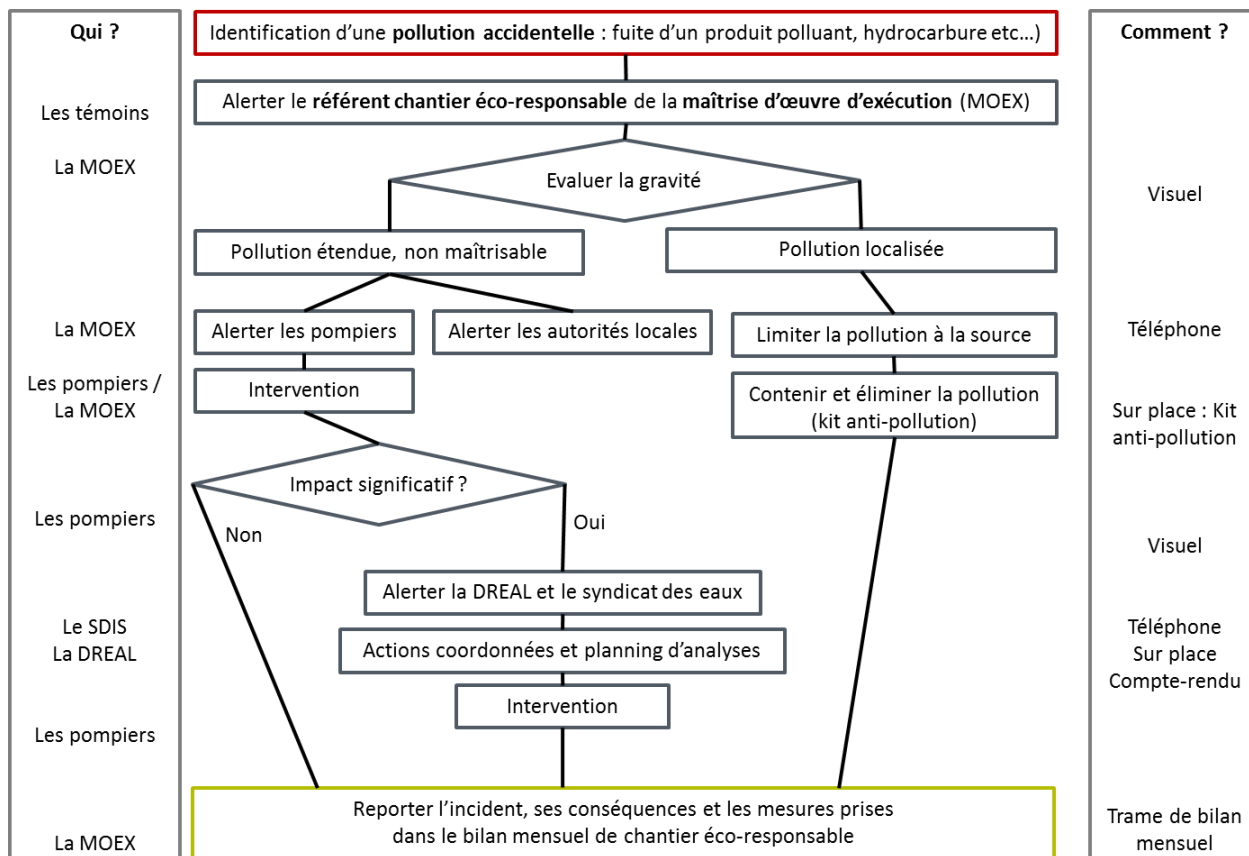 Qui ?
Identification d'une pollution accidentelle : fuite d'un produit polluant, hydrocarbure etc...)
Comment ?
Les témoins
Alerter le référent chantier éco-responsable de la maîtrise d'œuvre d'exécution (MOEX)
La MOEX
Evaluer la gravité
Visuel
Pollution étendue, non maîtrisable
Pollution localisée
La MOEX
Alerter les pompiers
Alerter les autorités locales
Limiter la pollution à la source
Téléphone
Les pompiers /
La MOEX
Intervention
Contenir et éliminer la pollution
(kit anti-pollution)
Sur place : Kit
anti-pollution
Impact significatif ?
Les pompiers
Non
Oui
Visuel
Alerter la DREAL et le syndicat des eaux
Le SDIS
La DREAL
Actions coordonnées et planning d'analyses
Téléphone
Sur place
Compte-rendu
Intervention
Les pompiers
Reporter l'incident, ses conséquences et les mesures prises
dans le bilan mensuel de chantier éco-responsable
La MOEX
Trame de bilan
mensuel